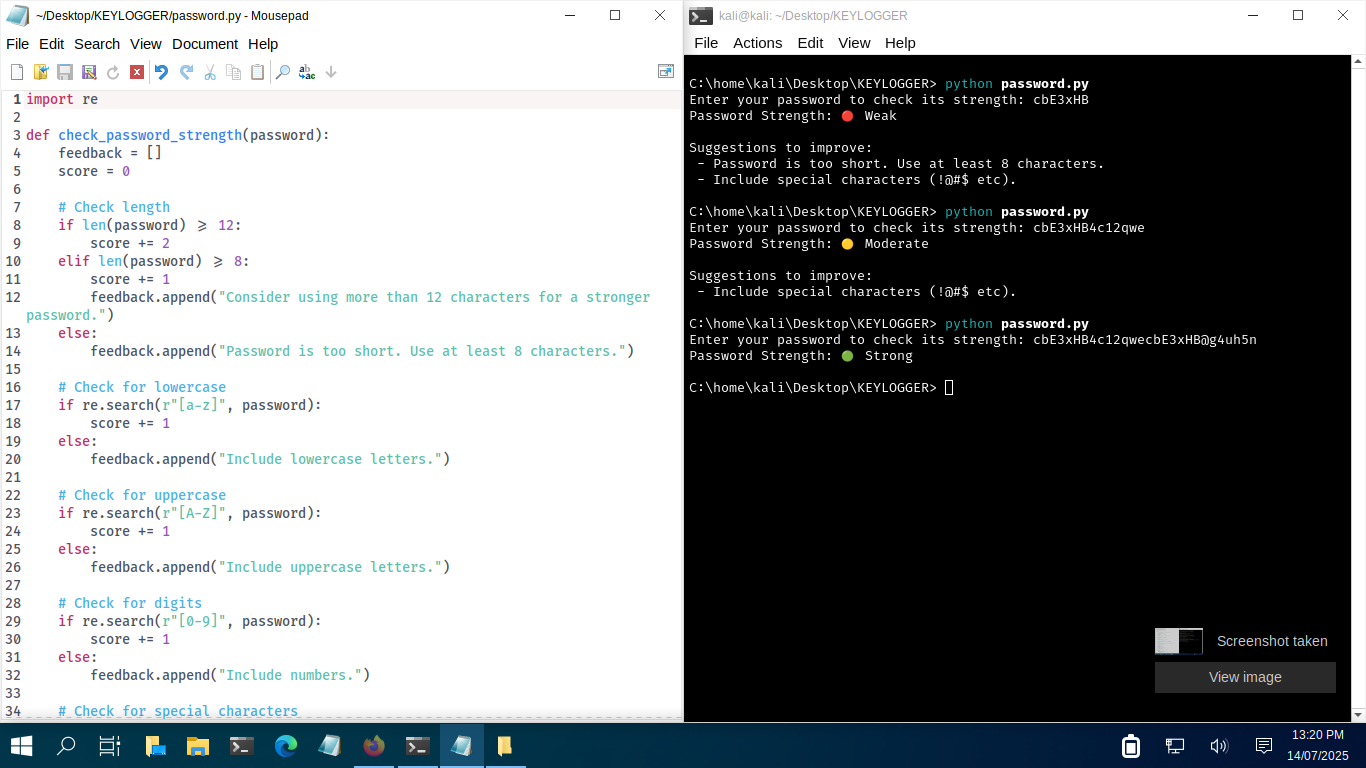 ~/Desktop/KEYLOGGER/password.py - Mousepad
File Edit Search View Document Help
1 import re
2
3 def check_password_strength(password):
4     feedback = []
5     score = 0
6
7     # Check length
8     if len(password) ⩾ 12:
9         score += 2
10     elif len(password) ⩾ 8:
11         score += 1
12         feedback.append("Consider using more than 12 characters for a stronger
password.")
13     else:
14         feedback.append("Password is too short. Use at least 8 characters.")
15
16     # Check for lowercase
17     if re.search(r"[a-z]", password):
18         score += 1
19     else:
20         feedback.append("Include lowercase letters.")
21
22     # Check for uppercase
23     if re.search(r"[A-Z]", password):
24         score += 1
25     else:
26         feedback.append("Include uppercase letters.")
27
28     # Check for digits
29     if re.search(r"[0-9]", password):
30         score += 1
31     else:
32         feedback.append("Include numbers.")
33
34     # Check for special characters
kali@kali: ~/Desktop/KEYLOGGER
File Actions Edit View Help
C:\home\kali\Desktop\KEYLOGGER> python password.py
Enter your password to check its strength: cbE3xHB
Password Strength: 🔴 Weak
Suggestions to improve:
 - Password is too short. Use at least 8 characters.
 - Include special characters (!@#$ etc).
C:\home\kali\Desktop\KEYLOGGER> python password.py
Enter your password to check its strength: cbE3xHB4c12qwe
Password Strength: 🟡 Moderate
Suggestions to improve:
 - Include special characters (!@#$ etc).
C:\home\kali\Desktop\KEYLOGGER> python password.py
Enter your password to check its strength: cbE3xHB4c12qwecbE3xHB@g4uh5n
Password Strength: 🟢 Strong
C:\home\kali\Desktop\KEYLOGGER>
Screenshot taken
View image
13:20 PM
14/07/2025